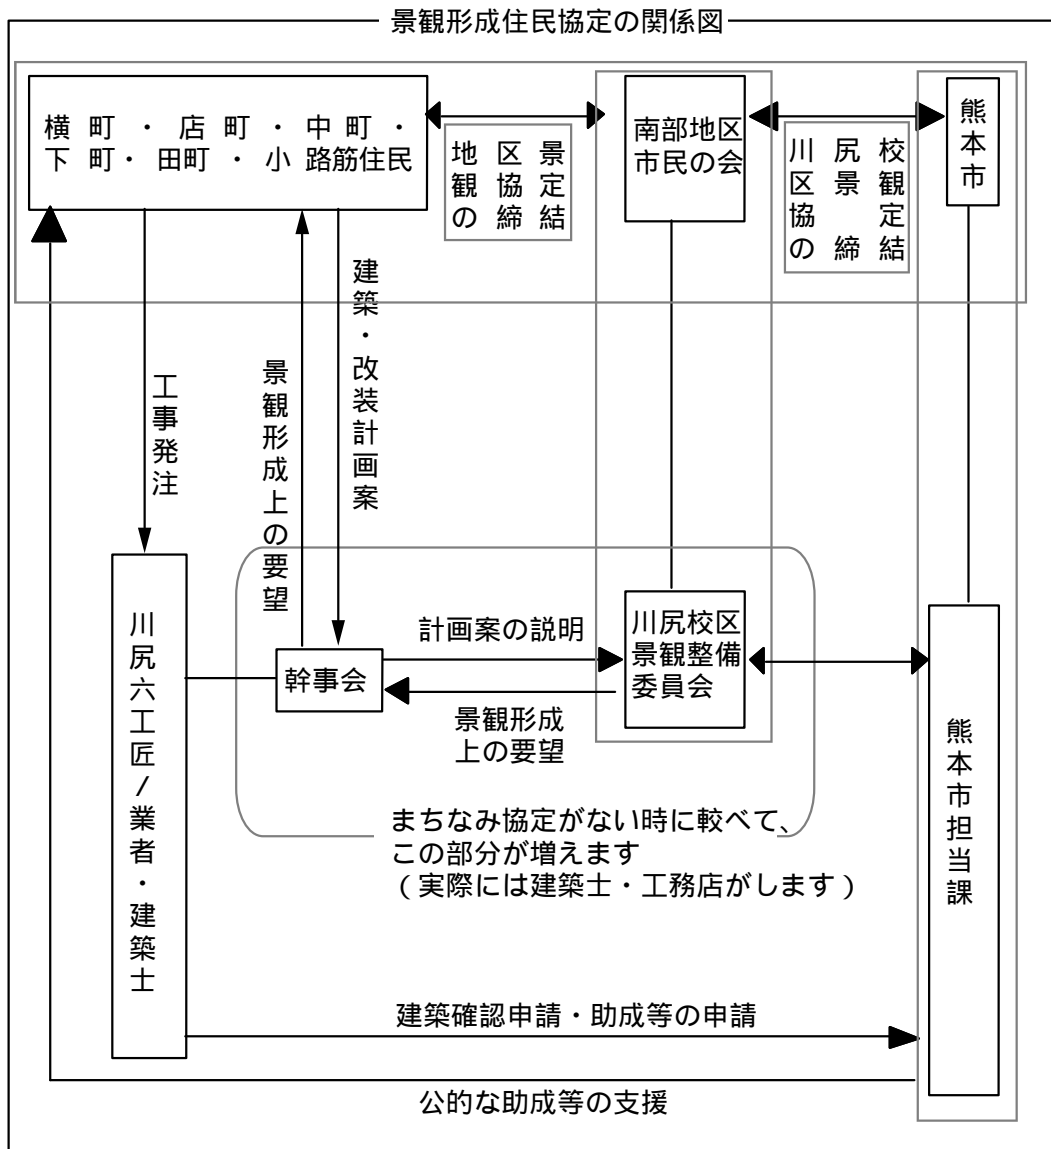 景観形成住民協定の関係図
横町・店町・中町・
下町・田町・小路筋住民
地区景
観協定
の締結
南部地区
市民の会
川尻校
区景観
協定
の締結
熊本市
工事発注
景観形成上の要望
建築・改装計画案
川尻六工匠/業者・建築士
幹事会
計画案の説明
景観形成
上の要望
川尻校区
景観整備
委員会
熊本市担当課
まちなみ協定がない時に較べて、
この部分が増えます
(実際には建築士・工務店がします)
建築確認申請・助成等の申請
公的な助成等の支援